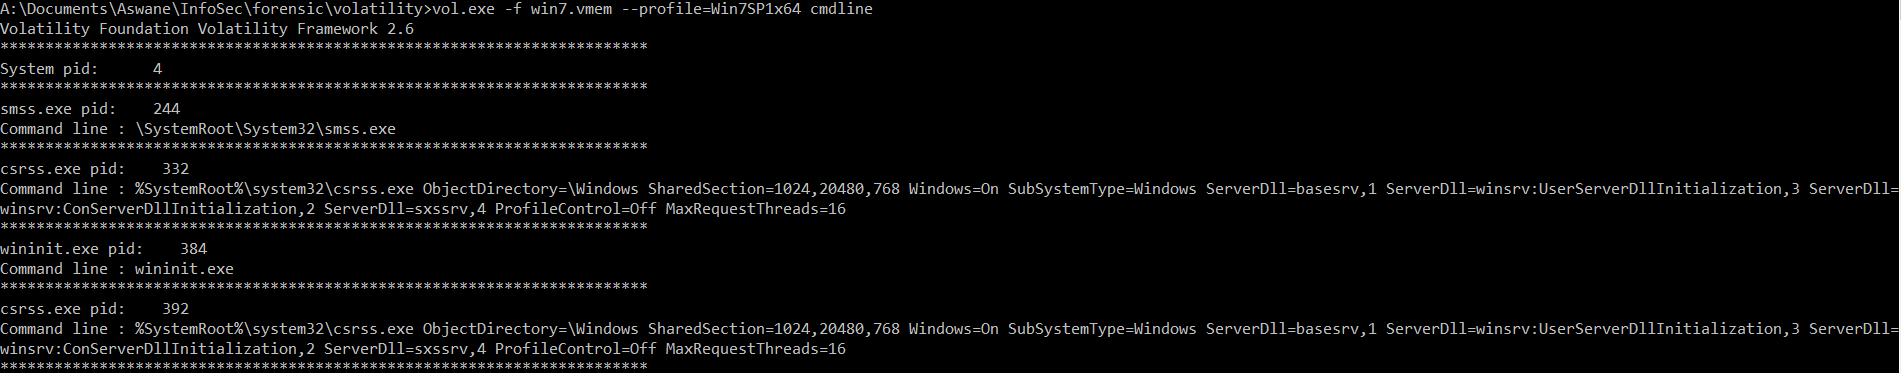 A:\Documents\Aswane\InfoSec\forensic\volatility>vol.exe -f win7.vmem --profile=Win7SP1x64 cmdline
Volatility Foundation Volatility Framework 2.6
************************************************************************
System pid:      4
************************************************************************
smss.exe pid:    244
Command line : \SystemRoot\System32\smss.exe
************************************************************************
csrss.exe pid:    332
Command line : %SystemRoot%\system32\csrss.exe ObjectDirectory=\Windows SharedSection=1024,20480,768 Windows=On SubSystemType=Windows ServerDll=basesrv,1 ServerDll=winsrv:UserServerDllInitialization,3 ServerDll=
winsrv:ConServerDllInitialization,2 ServerDll=sxssrv,4 ProfileControl=Off MaxRequestThreads=16
************************************************************************
wininit.exe pid:    384
Command line : wininit.exe
************************************************************************
csrss.exe pid:    392
Command line : %SystemRoot%\system32\csrss.exe ObjectDirectory=\Windows SharedSection=1024,20480,768 Windows=On SubSystemType=Windows ServerDll=basesrv,1 ServerDll=winsrv:UserServerDllInitialization,3 ServerDll=
winsrv:ConServerDllInitialization,2 ServerDll=sxssrv,4 ProfileControl=Off MaxRequestThreads=16
************************************************************************